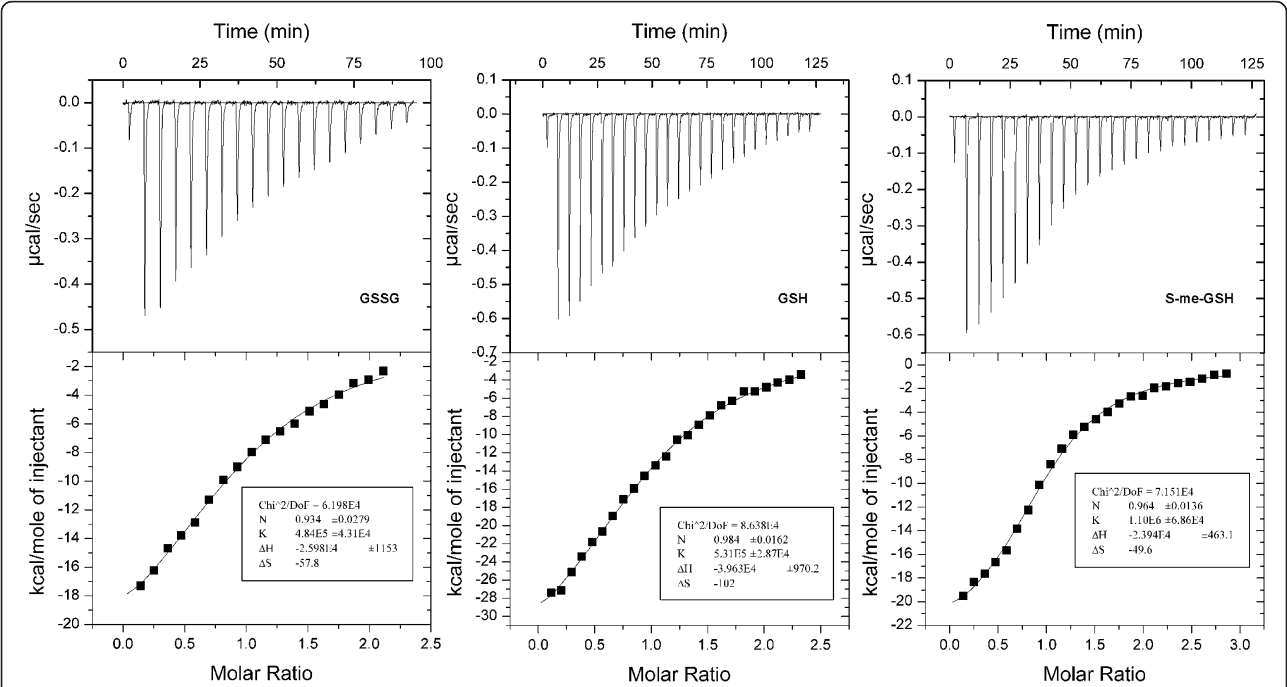 Time (min)
0 25 50 75 100
0.0
-0.1
-0.2
-0.3
-0.4
-0.5
µcal/sec
GSSG
-2
-4
-6
-8
-10
-12
-14
-16
-18
-20
kcal/mole of injectant
Chi^2/DoF = 6.198E4
N 0.934 ±0.0279
K 4.84E5 ±4.31E4
ΔH -2.598E4 ±1153
ΔS -57.8
0.0 0.5 1.0 1.5 2.0 2.5
Molar Ratio
Time (min)
0 25 50 75 100 125
0.1
0.0
-0.1
-0.2
-0.3
-0.4
-0.5
-0.6
-0.7
µcal/sec
GSH
-2
-4
-6
-8
-10
-12
-14
-16
-18
-20
-22
-24
-26
-28
-30
kcal/mole of injectant
Chi^2/DoF = 8.638E4
N 0.984 ±0.0162
K 5.31E5 ±2.87E4
ΔH -3.963E4 ±970.2
ΔS -102
0.0 0.5 1.0 1.5 2.0 2.5
Molar Ratio
Time (min)
0 25 50 75 100 125
0.1
0.0
-0.1
-0.2
-0.3
-0.4
-0.5
-0.6
µcal/sec
S-me-GSH
0
-2
-4
-6
-8
-10
-12
-14
-16
-18
-20
-22
kcal/mole of injectant
Chi^2/DoF = 7.151E4
N 0.964 ±0.0136
K 1.10E6 ±6.86E4
ΔH -2.394E4 ±463.1
ΔS -49.6
0.0 0.5 1.0 1.5 2.0 2.5 3.0
Molar Ratio